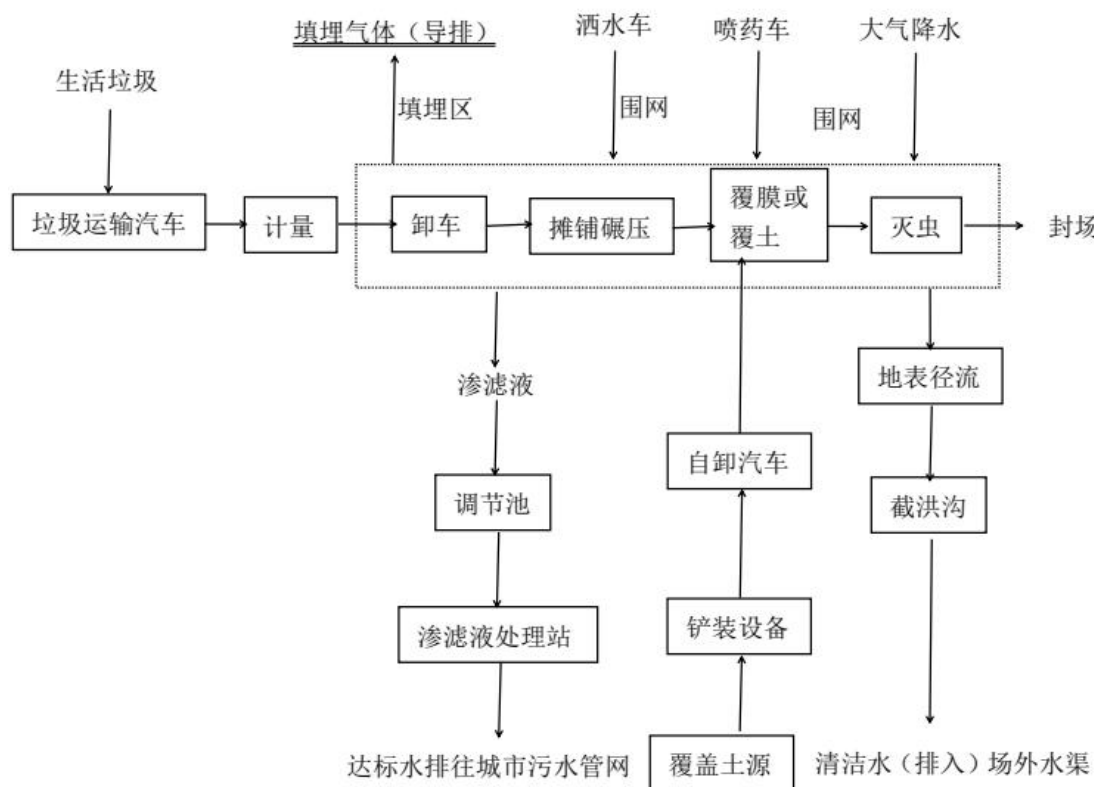 填埋气体（导排）
洒水车
喷药车
大气降水
生活垃圾
填埋区
围网
围网
垃圾运输汽车
计量
卸车
摊铺碾压
覆膜或
覆土
灭虫
封场
渗滤液
地表径流
自卸汽车
调节池
截洪沟
渗滤液处理站
铲装设备
达标水排往城市污水管网
覆盖土源
清洁水（排入）场外水渠